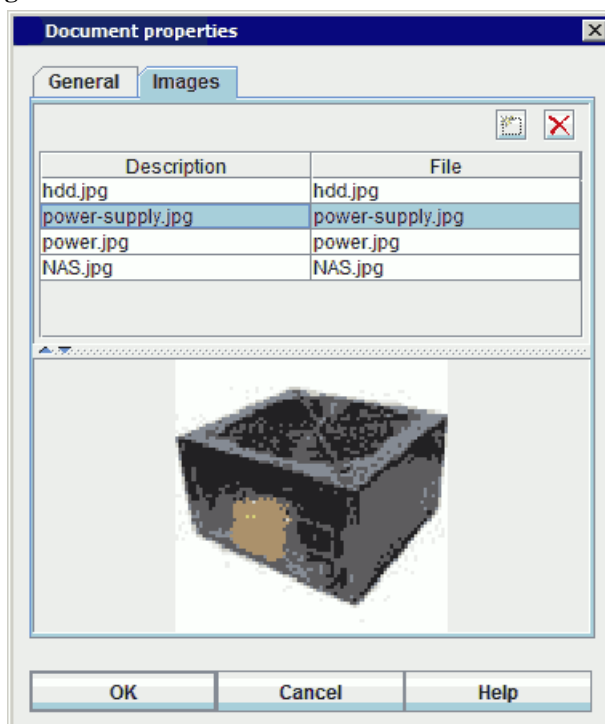 g
Document properties
General Images
Description File
hdd.jpg hdd.jpg
power-supply.jpg power-supply.jpg
power.jpg power.jpg
NAS.jpg NAS.jpg
OK Cancel Help